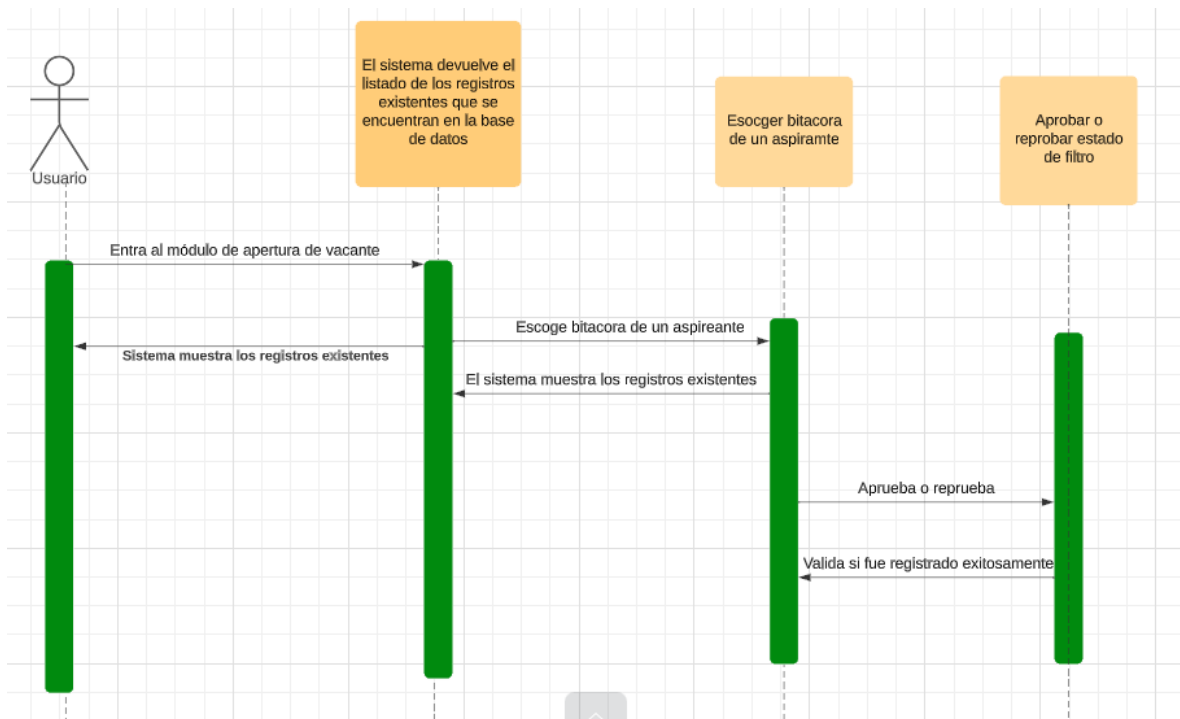 El sistema devuelve el
listado de los registros
existentes que se
encuentran en la base
de datos
Esocger bitacora
de un aspiramte
Aprobar o
reprobar estado
de filtro
Usuario
Entra al módulo de apertura de vacante
Escoge bitacora de un aspireante
Sistema muestra los registros existentes
El sistema muestra los registros existentes
Aprueba o reprueba
Valida si fue registrado exitosamente